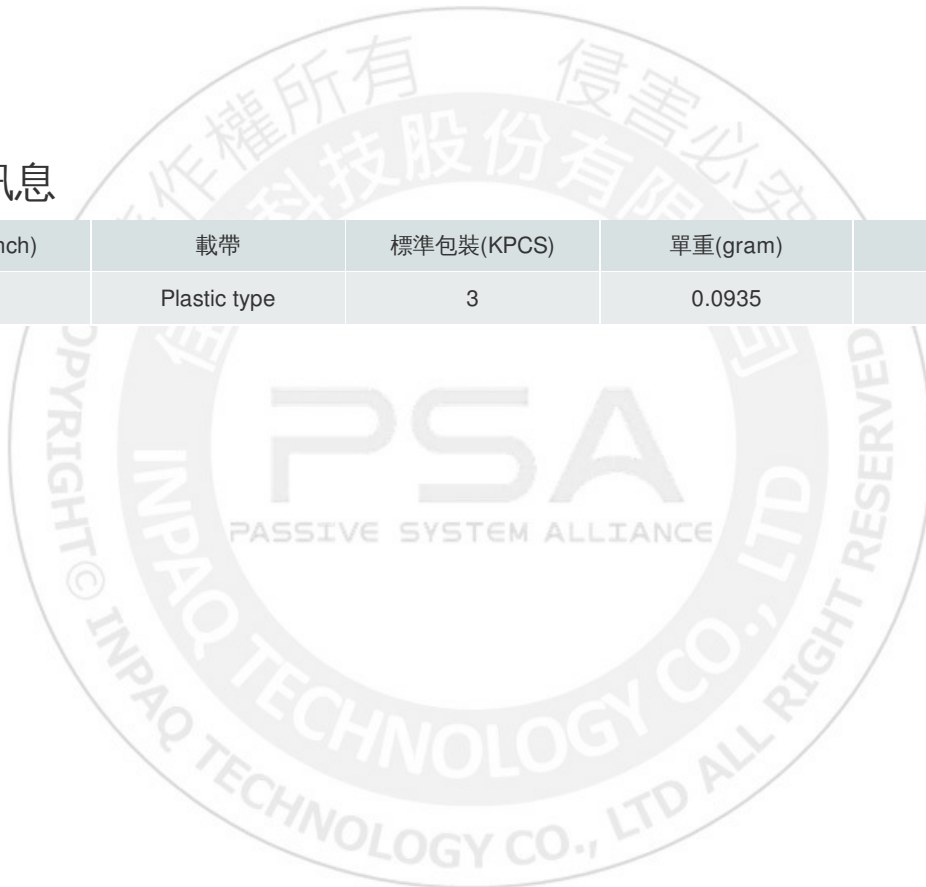 著作權所有 侵害必究
科技股份有限
訊息
nch) 載帶 標準包裝(KPCS) 單重(gram)
Plastic type 3 0.0935
PSA
PASSIVE SYSTEM ALLIANCE
INPAQ TECHNOLOGY CO., LTD
COPYRIGHT© INPAQ TECHNOLOGY CO., LTD ALL RIGHT RESERVED